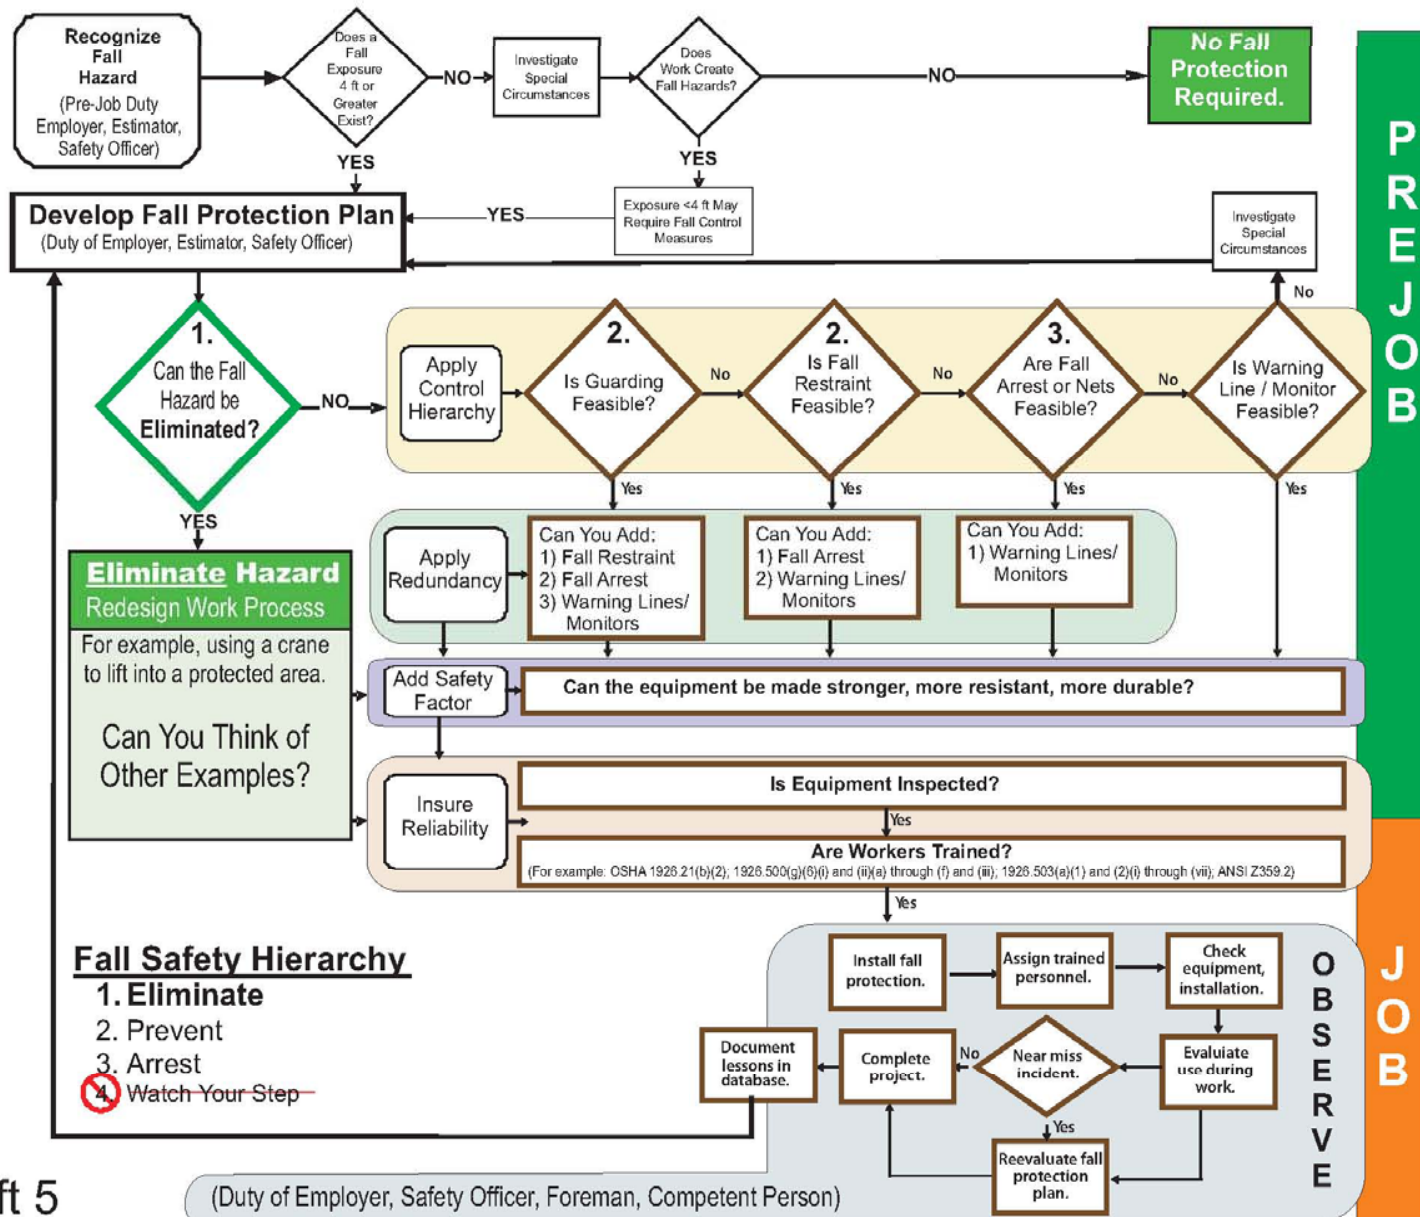 Recognize
Fall
Hazard
(Pre-Job Duty
Employer, Estimator,
Safety Officer)
Does a
Fall
Exposure
4 ft or
Greater
Exist?
NO
Investigate
Special
Circumstances
Does
Work Create
Fall Hazards?
NO
No Fall
Protection
Required.
YES
YES
Develop Fall Protection Plan
(Duty of Employer, Estimator, Safety Officer)
YES
Exposure <4 ft May
Require Fall Control
Measures
Investigate
Special
Circumstances
No
1.
Can the Fall
Hazard be
Eliminated?
NO
Apply
Control
Hierarchy
2.
Is Guarding
Feasible?
No
2.
Is Fall
Restraint
Feasible?
No
3.
Are Fall
Arrest or Nets
Feasible?
No
Is Warning
Line / Monitor
Feasible?
Yes
Yes
Yes
Yes
YES
Apply
Redundancy
Can You Add:
1) Fall Restraint
2) Fall Arrest
3) Warning Lines/
Monitors
Can You Add:
1) Fall Arrest
2) Warning Lines/
Monitors
Can You Add:
1) Warning Lines/
Monitors
Eliminate Hazard
Redesign Work Process
For example, using a crane
to lift into a protected area.
Can You Think of
Other Examples?
Add Safety
Factor
Can the equipment be made stronger, more resistant, more durable?
Insure
Reliability
Is Equipment Inspected?
Yes
Are Workers Trained?
(For example: OSHA 1926.21(b)(2); 1926.500(g)(6)(i) and (ii)(a) through (f) and (iii); 1926.503(a)(1) and (2)(i) through (vii); ANSI Z359.2)
Yes
PREJOB
Fall Safety Hierarchy
1. Eliminate
2. Prevent
3. Arrest
4. Watch Your Step
Install fall
protection.
Assign trained
personnel.
Check
equipment,
installation.
Document
lessons in
database.
Complete
project.
No
Near miss
incident.
Evaluiate
use during
work.
Yes
Reevaluate fall
protection
plan.
OBSERVE
JOB
(Duty of Employer, Safety Officer, Foreman, Competent Person)
ft 5